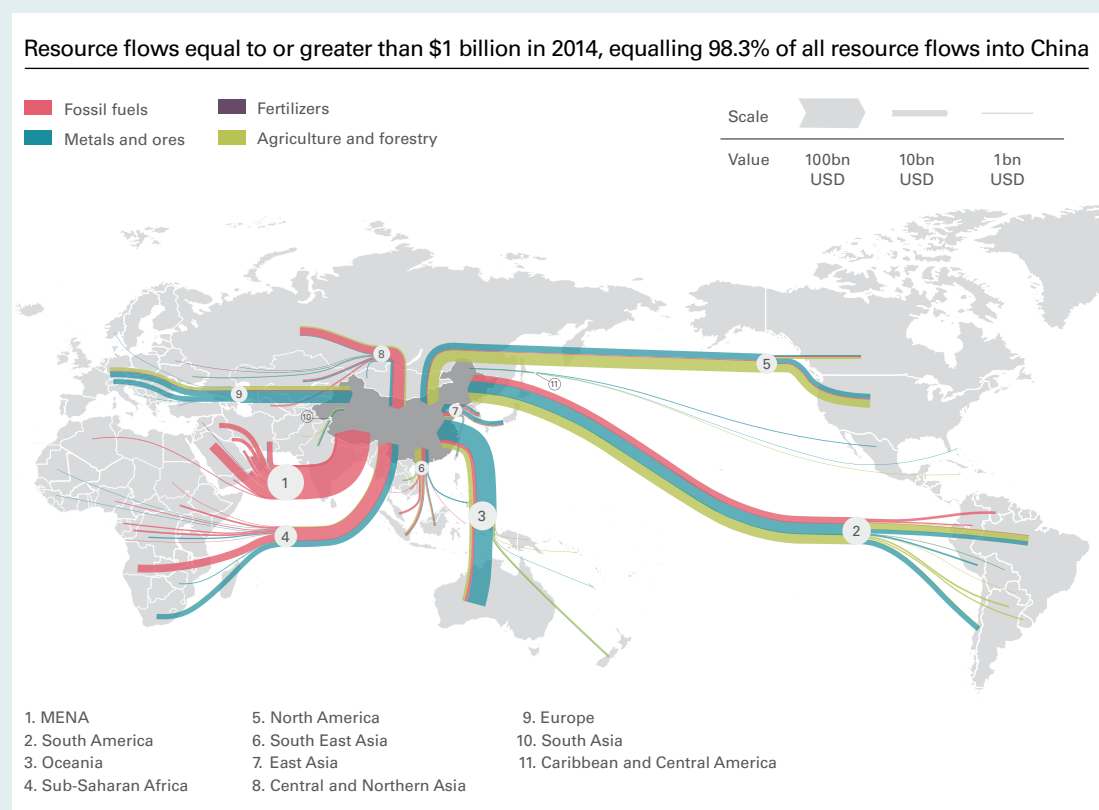 Resource flows equal to or greater than $1 billion in 2014, equalling 98.3% of all resource flows into China
Fossil fuels
Fertilizers
Metals and ores
Agriculture and forestry
Scale
Value
100bn USD
10bn USD
1bn USD
8
5
11
9
7
10
6
1
3
4
2
1. MENA
2. South America
3. Oceania
4. Sub-Saharan Africa
5. North America
6. South East Asia
7. East Asia
8. Central and Northern Asia
9. Europe
10. South Asia
11. Caribbean and Central America